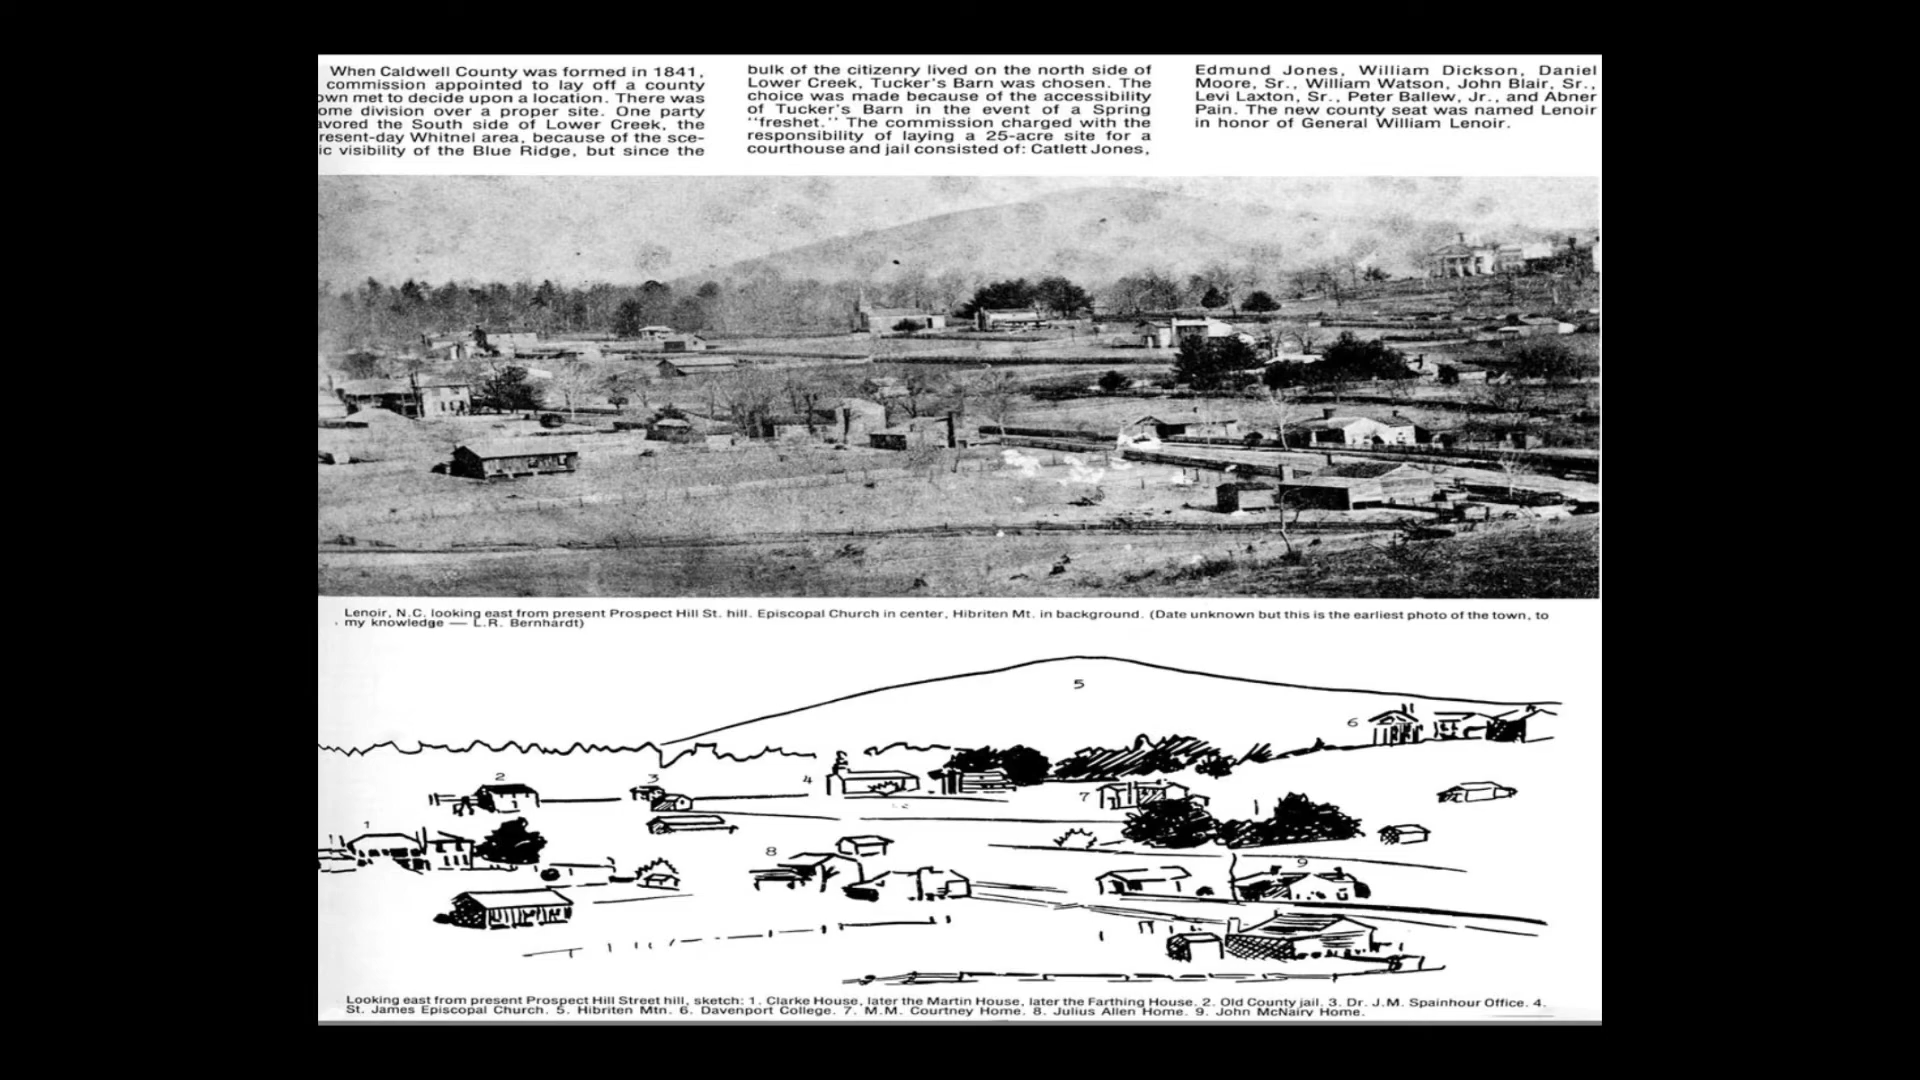 When Caldwell County was formed in 1841,
commission appointed to lay off a county
own met to decide upon a location. There was
ome division over a proper site. One party
avored the South side of Lower Creek, the
resent-day Whitnel area, because of the sce-
ic visibility of the Blue Ridge, but since the
bulk of the citizenry lived on the north side of
Lower Creek, Tucker's Barn was chosen. The
choice was made because of the accessibility
of Tucker's Barn in the event of a Spring
"freshet." The commission charged with the
responsibility of laying a 25-acre site for a
courthouse and jail consisted of: Catlett Jones,
Edmund Jones, William Dickson, Daniel
Moore, Sr., William Watson, John Blair, Sr.,
Levi Laxton, Sr., Peter Ballew, Jr., and Abner
Pain. The new county seat was named Lenoir
in honor of General William Lenoir.
Lenoir, N.C. looking east from present Prospect Hill St. hill. Episcopal Church in center, Hibriten Mt. in background. (Date unknown but this is the earliest photo of the town, to
my knowledge — L.R. Bernhardt)
5
6
2
3
4
7
1
8
9
Looking east from present Prospect Hill Street hill, sketch: 1. Clarke House, later the Martin House, later the Farthing House. 2. Old County jail. 3. Dr. J.M. Spainhour Office. 4.
St. James Episcopal Church. 5. Hibriten Mtn. 6. Davenport College. 7. M.M. Courtney Home. 8. Julius Allen Home. 9. John McNairy Home.